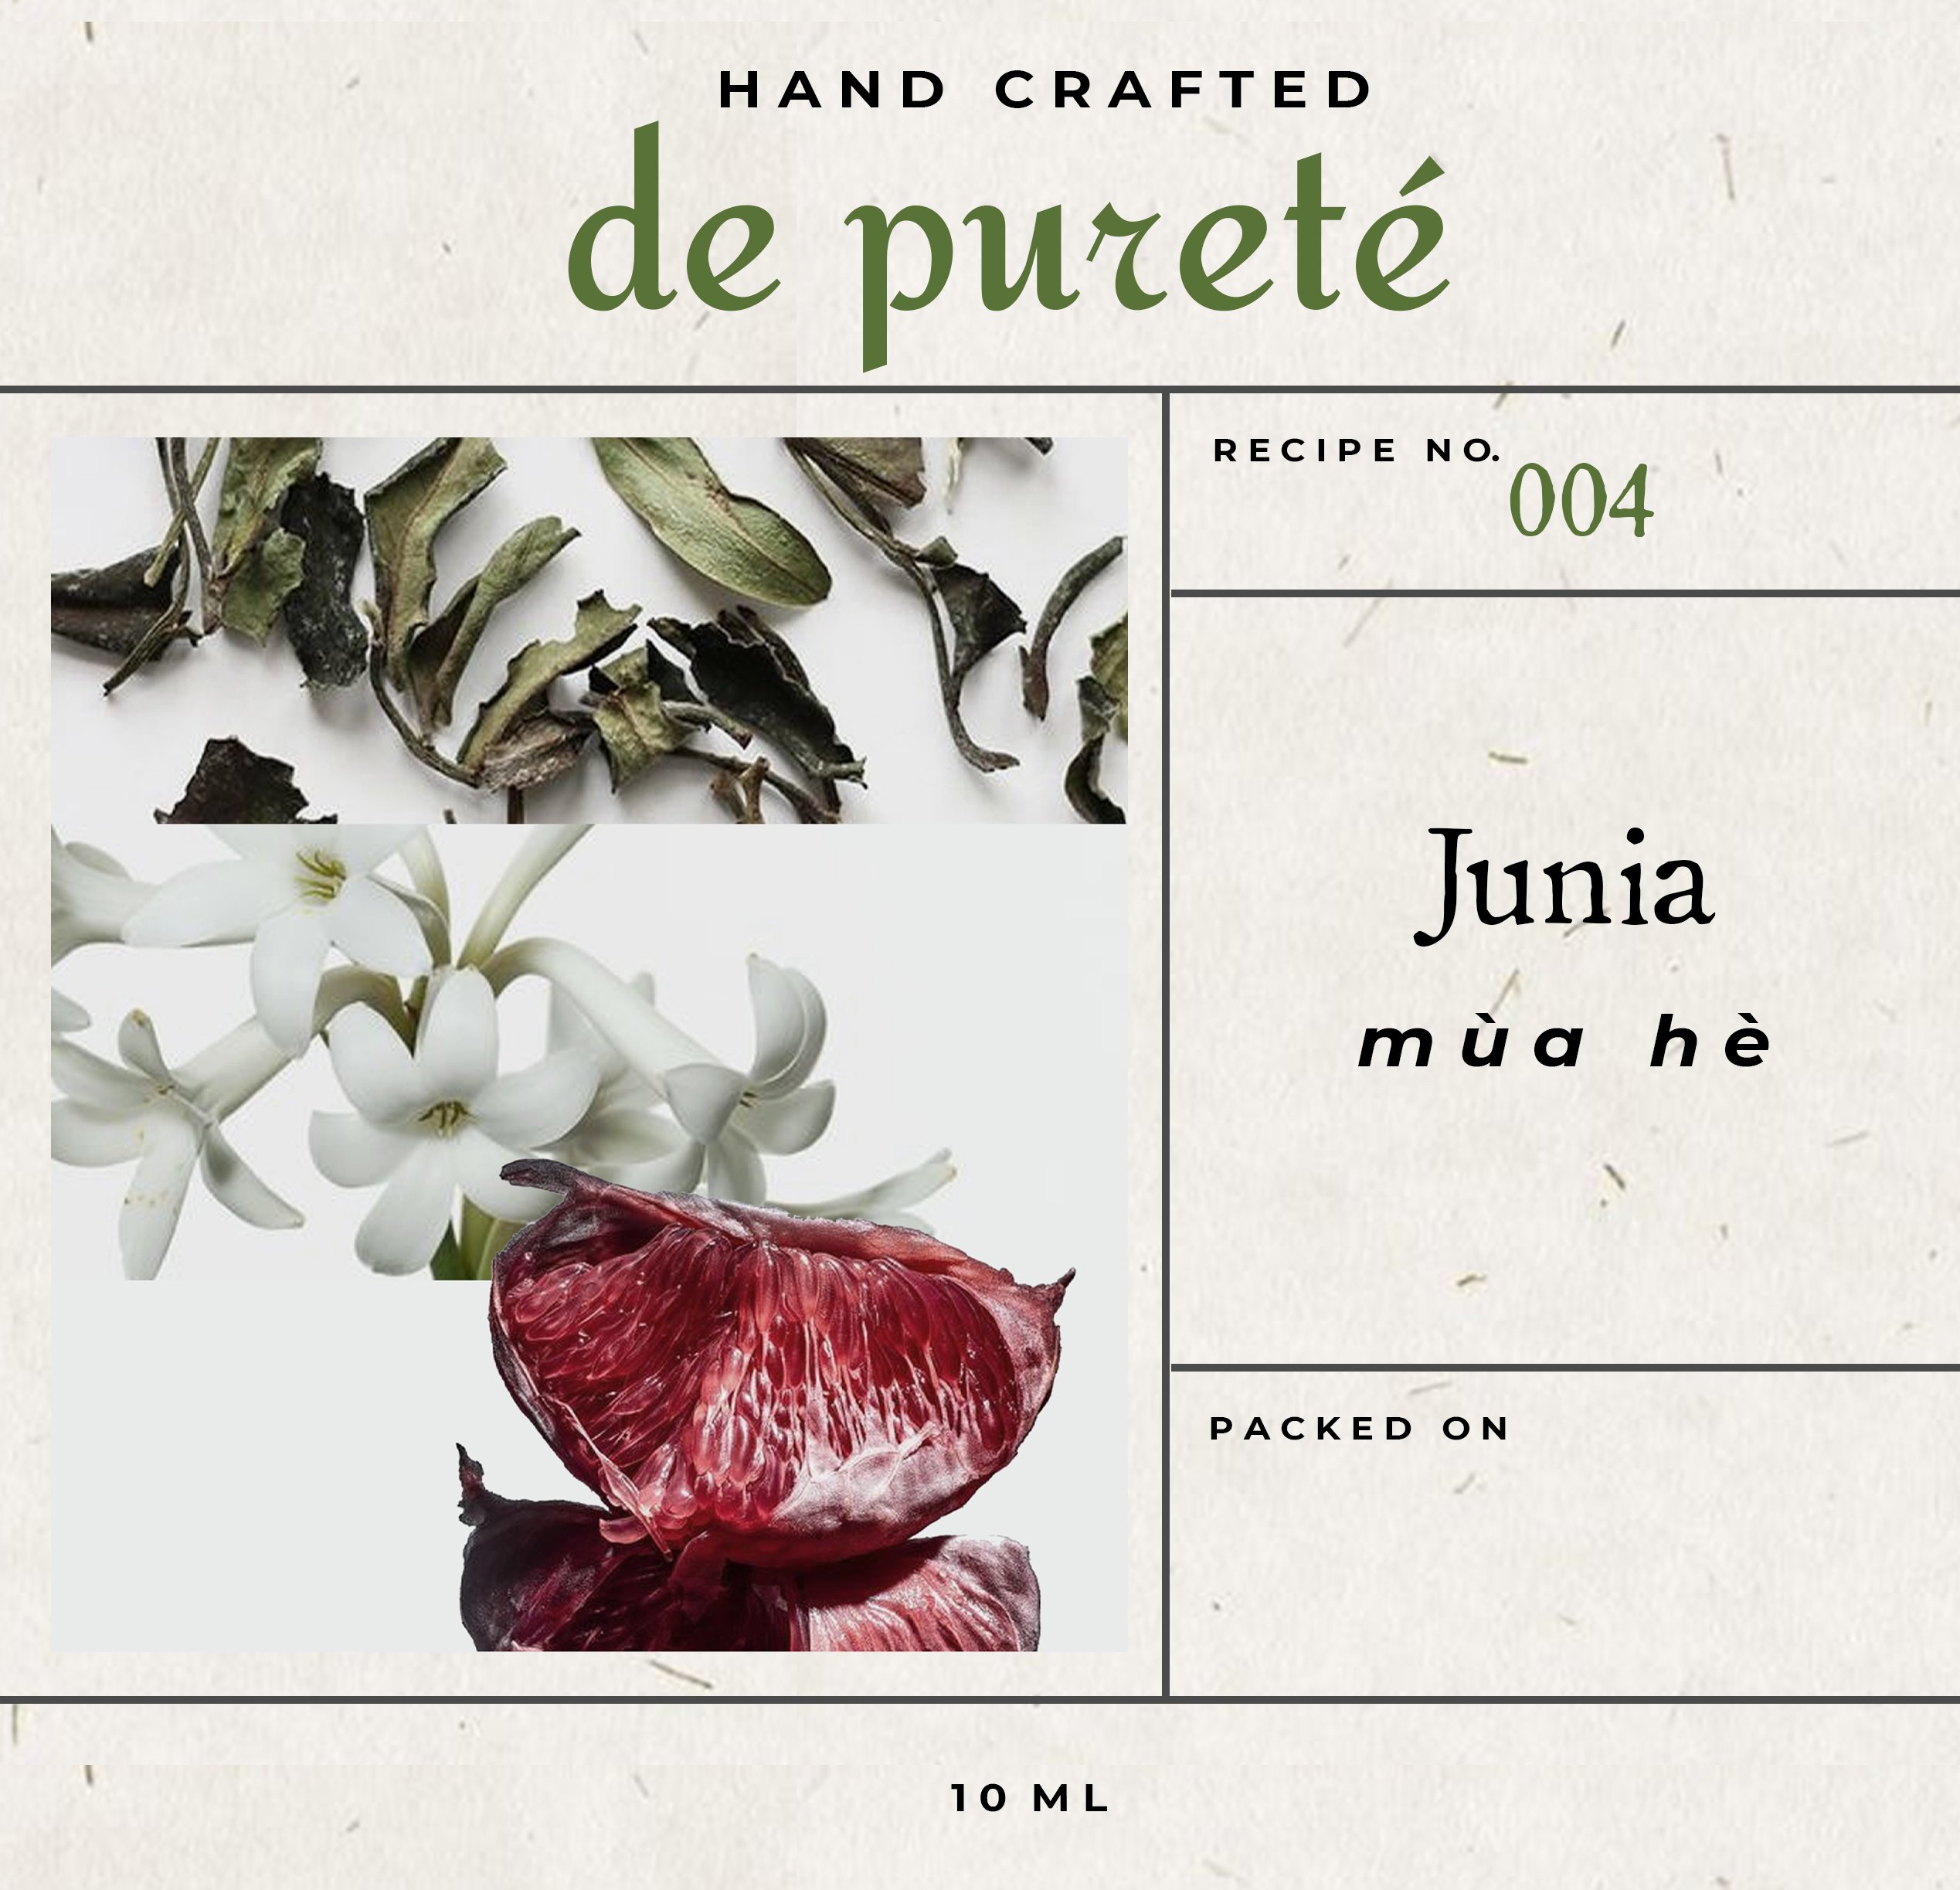 HAND CRAFTED
de pureté
RECIPE NO.
004
Junia
mùa hè
PACKED ON
10 ML